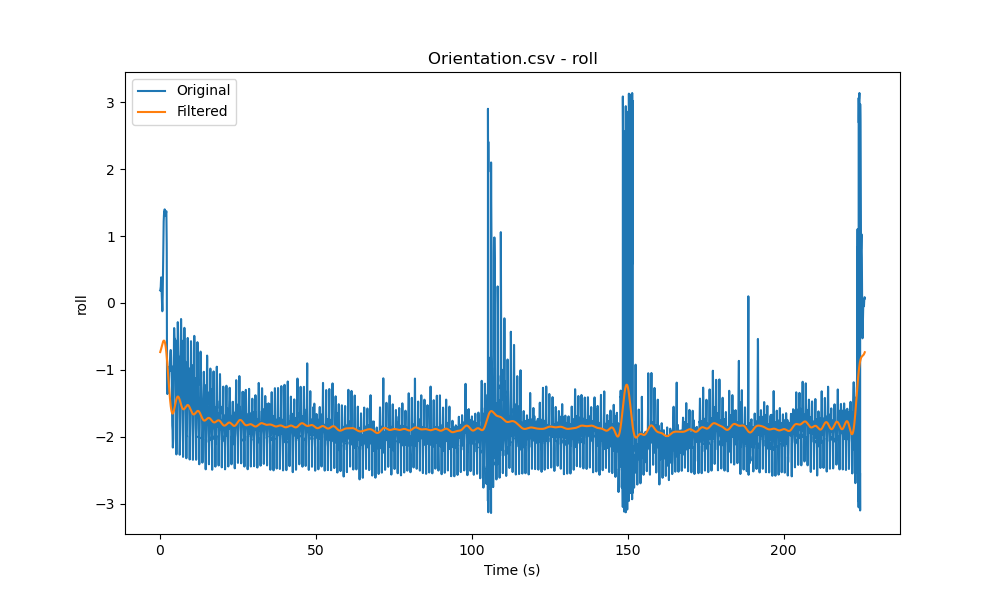 Orientation.csv - roll
Original
Filtered
3
2
1
0
−1
−2
−3
roll
0 50 100 150 200
Time (s)